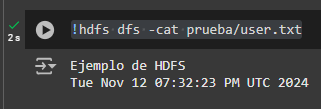 !hdfs dfs -cat prueba/user.txt
2s
Ejemplo de HDFS
Tue Nov 12 07:32:23 PM UTC 2024